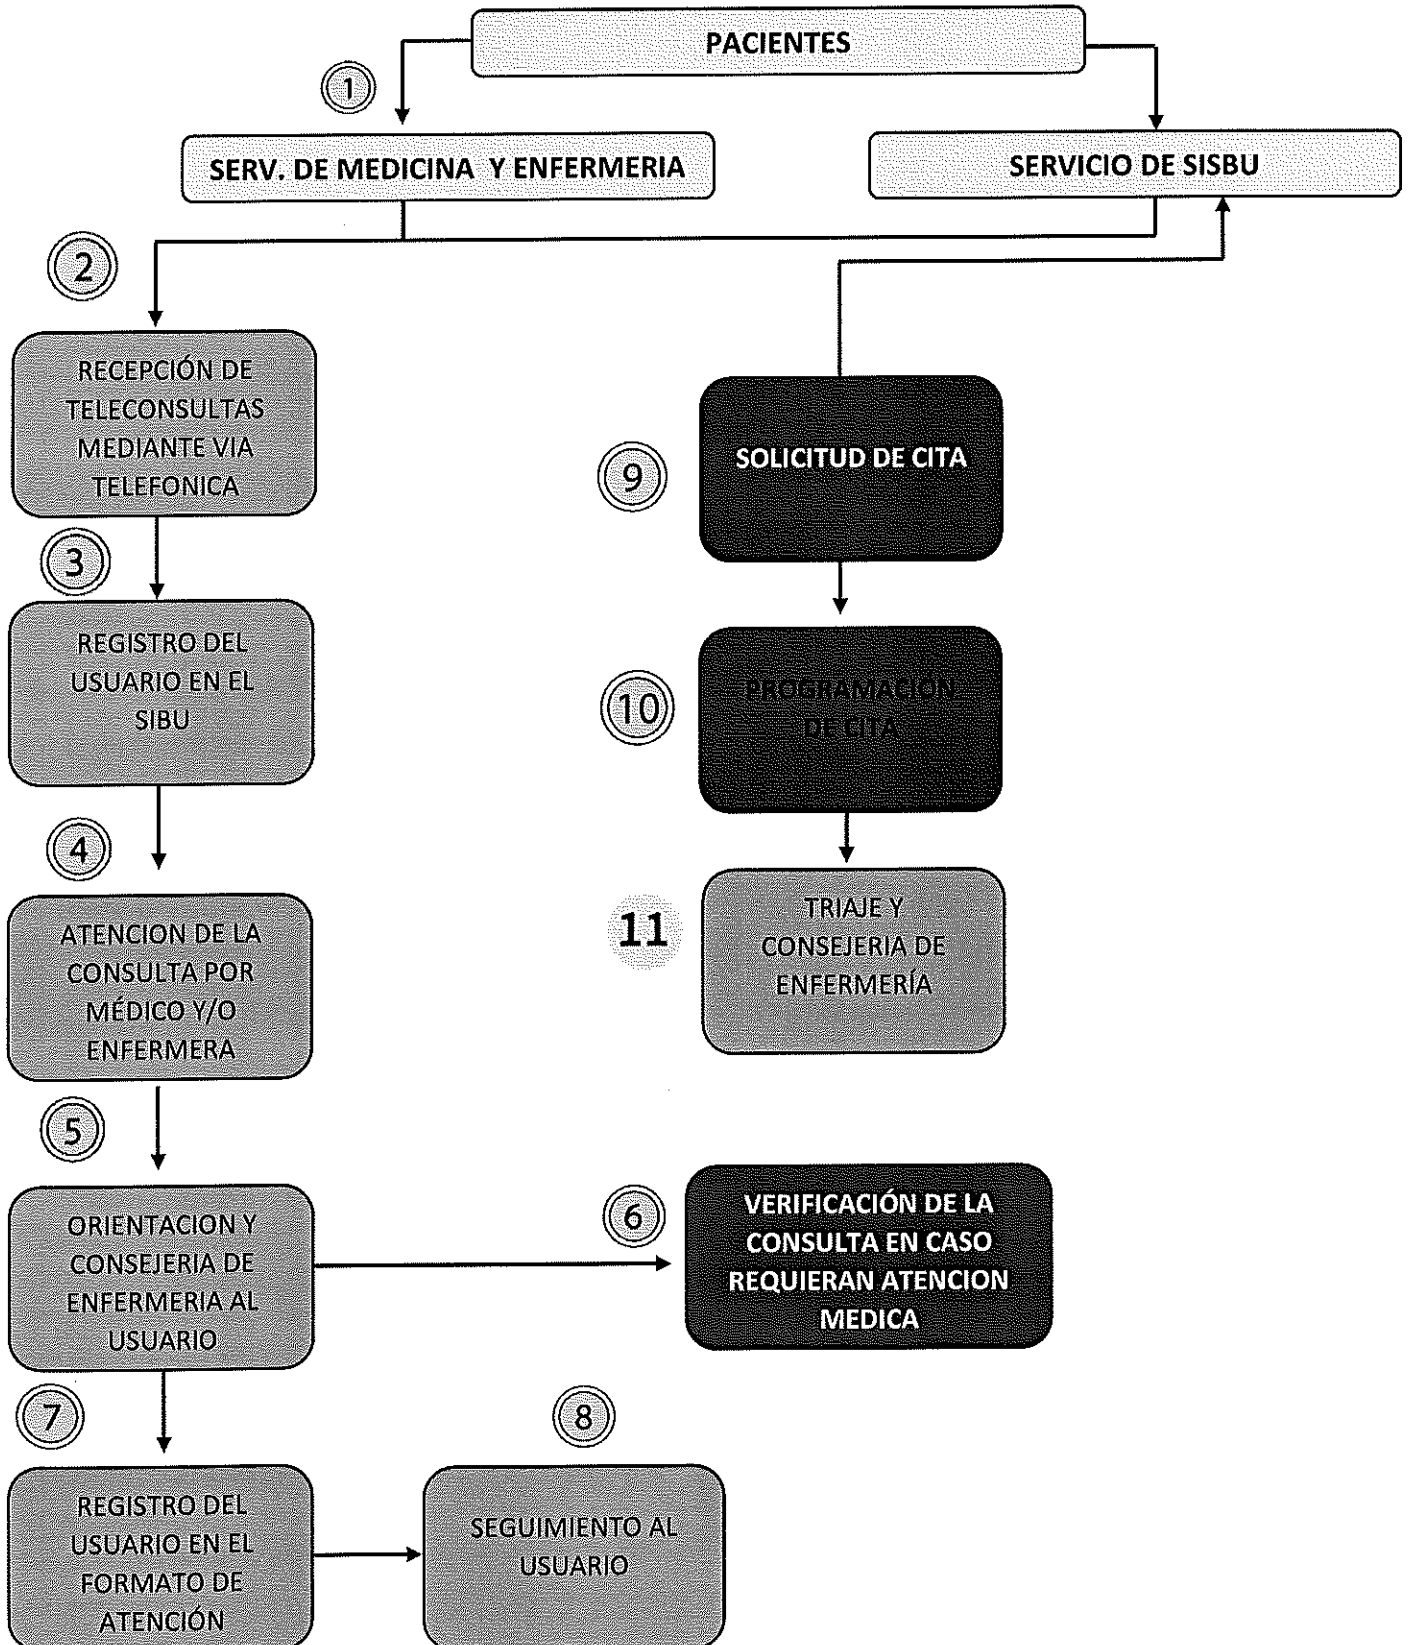 PACIENTES
1
SERV. DE MEDICINA Y ENFERMERIA
SERVICIO DE SISBU
2
RECEPCIÓN DE
TELECONSULTAS
MEDIANTE VIA
TELEFONICA
3
REGISTRO DEL
USUARIO EN EL
SIBU
4
ATENCION DE LA
CONSULTA POR
MÉDICO Y/O
ENFERMERA
5
ORIENTACION Y
CONSEJERIA DE
ENFERMERIA AL
USUARIO
6
VERIFICACIÓN DE LA
CONSULTA EN CASO
REQUIERAN ATENCION
MEDICA
7
REGISTRO DEL
USUARIO EN EL
FORMATO DE
ATENCIÓN
8
SEGUIMIENTO AL
USUARIO
9
SOLICITUD DE CITA
10
PROGRAMACIÓN
DE CITA
11
TRIAJE Y
CONSEJERIA DE
ENFERMERÍA